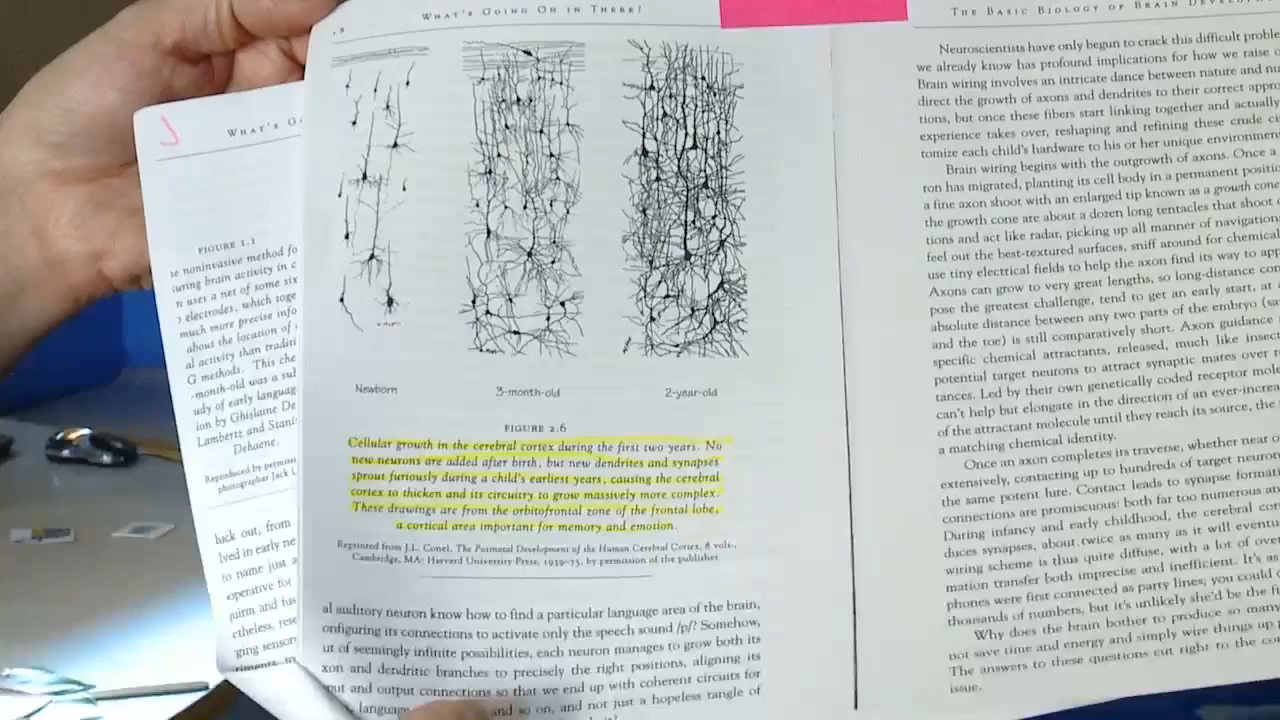 WHAT'S GO
FIGURE 1.1
noninvasive method fo
uring brain activity in c
n uses a net of some six
electrodes, which toge
much more precise info
about the location of
al activity than traditi
G methods. This che
-month-old was a su
udy of early languag
ion by Ghislaine De
Lambertz and Stanis
Dehaene.
Reproduced by permiss
photographer Jack L
luck out, from
lved in early ne
to name just a
operative for
quirm and fus
etheless, rese
ging sensory
8
WHAT'S GOING ON IN THERE?
Newborn 3-month-old 2-year-old
FIGURE 2.6
Cellular growth in the cerebral cortex during the first two years. No
new neurons are added after birth, but new dendrites and synapses
sprout furiously during a child's earliest years, causing the cerebral
cortex to thicken and its circuitry to grow massively more complex.
These drawings are from the orbitofrontal zone of the frontal lobe,
a cortical area important for memory and emotion.
Reprinted from J.L. Conel, The Postnatal Development of the Human Cerebral Cortex, 8 vols.,
Cambridge, MA: Harvard University Press, 1939–75, by permission of the publisher.
al auditory neuron know how to find a particular language area of the brain,
onfiguring its connections to activate only the speech sound /p/? Somehow,
ut of seemingly infinite possibilities, each neuron manages to grow both its
xon and dendritic branches to precisely the right positions, aligning its
put and output connections so that we end up with coherent circuits for
language, and so on, and not just a hopeless tangle of
THE BASIC BIOLOGY OF BRAIN DEVELOPM
Neuroscientists have only begun to crack this difficult proble
we already know has profound implications for how we raise
Brain wiring involves an intricate dance between nature and nu
direct the growth of axons and dendrites to their correct appro
tions, but once these fibers start linking together and actually
experience takes over, reshaping and refining these crude ci
tomize each child's hardware to his or her unique environmen
Brain wiring begins with the outgrowth of axons. Once a
ron has migrated, planting its cell body in a permanent positi
a fine axon shoot with an enlarged tip known as a growth cone
the growth cone are about a dozen long tentacles that shoot
tions and act like radar, picking up all manner of navigation
feel out the best-textured surfaces, sniff around for chemical
use tiny electrical fields to help the axon find its way to app
Axons can grow to very great lengths, so long-distance con
pose the greatest challenge, tend to get an early start, at
absolute distance between any two parts of the embryo (sa
and the toe) is still comparatively short. Axon guidance
specific chemical attractants, released, much like insec
potential target neurons to attract synaptic mates over r
tances. Led by their own genetically coded receptor mole
can't help but elongate in the direction of an ever-increa
of the attractant molecule until they reach its source, the
a matching chemical identity.
Once an axon completes its traverse, whether near o
extensively, contacting up to hundreds of target neuron
the same potent lure. Contact leads to synapse format
connections are promiscuous: both far too numerous an
During infancy and early childhood, the cerebral cor
duces synapses, about twice as many as it will eventu
wiring scheme is thus quite diffuse, with a lot of over
mation transfer both imprecise and inefficient. It's as
phones were first connected as party lines; you could
thousands of numbers, but it's unlikely she'd be the fi
Why does the brain bother to produce so many
not save time and energy and simply wire things up
The answers to these questions cut right to the co
issue.